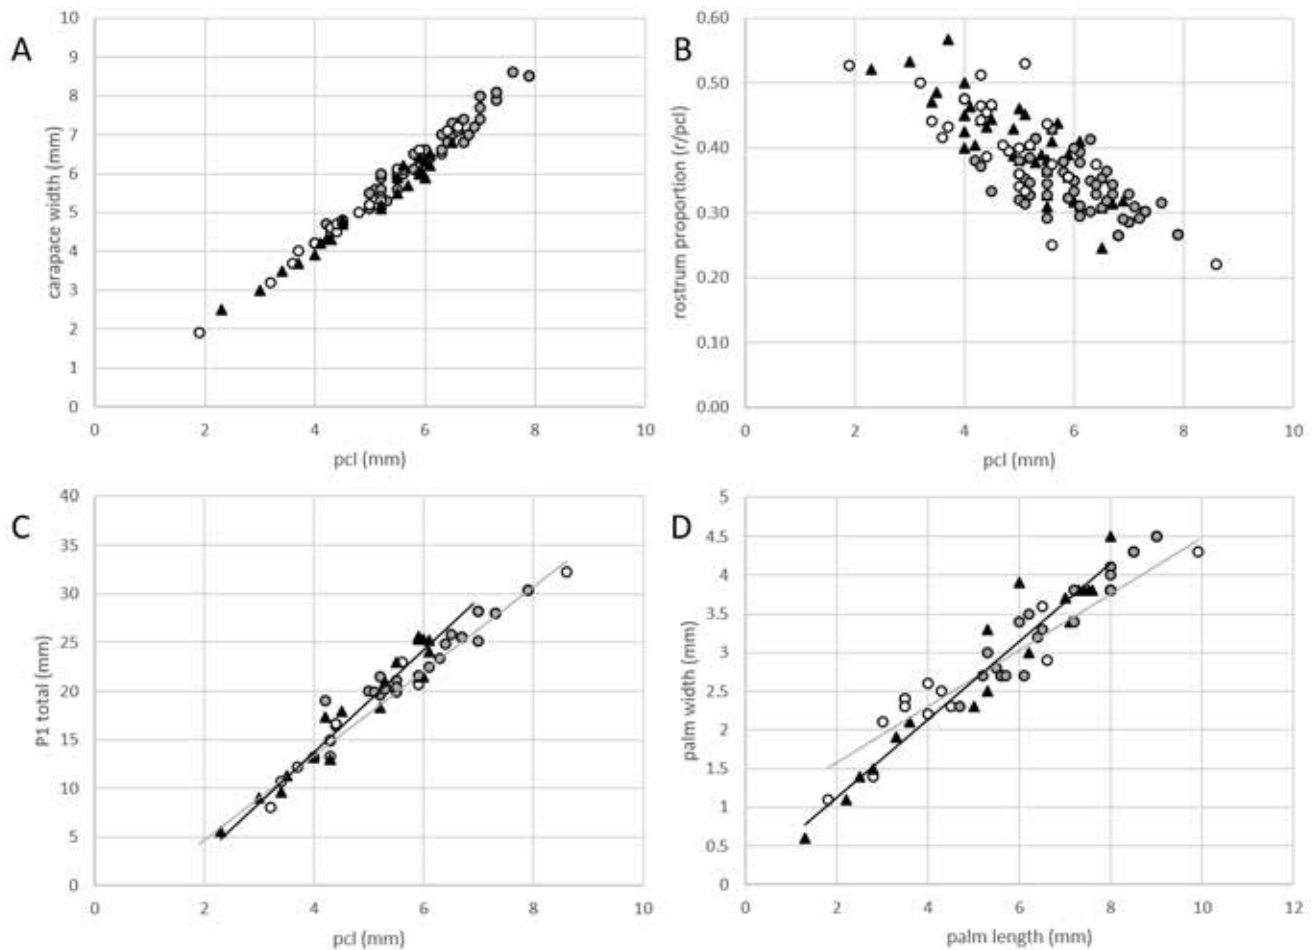 A
carapace width (mm)
10
9
8
7
6
5
4
3
2
1
0
0 2 4 6 8 10
pcl (mm)
B
rostrum proportion (r/pcl)
0.60
0.50
0.40
0.30
0.20
0.10
0.00
0 2 4 6 8 10
pcl (mm)
C
P1 total (mm)
40
35
30
25
20
15
10
5
0
0 2 4 6 8 10
pcl (mm)
D
palm width (mm)
5
4.5
4
3.5
3
2.5
2
1.5
1
0.5
0
0 2 4 6 8 10 12
palm length (mm)